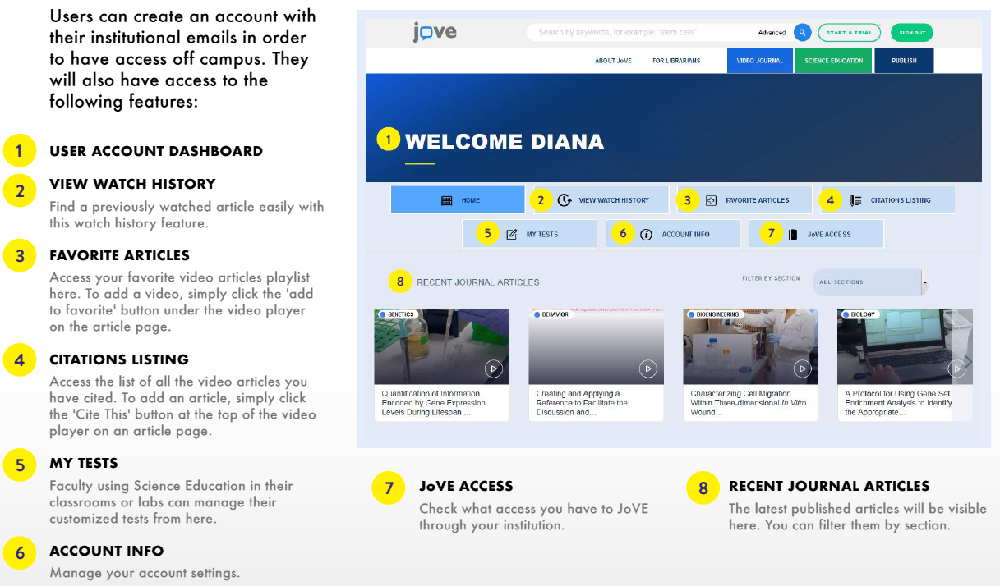 Users can create an account with
their institutional emails in order
to have access off campus. They
will also have access to the
following features:
1 USER ACCOUNT DASHBOARD
2 VIEW WATCH HISTORY
Find a previously watched article easily with
this watch history feature.
3 FAVORITE ARTICLES
Access your favorite video articles playlist
here. To add a video, simply click the 'add
to favorite' button under the video player
on the article page.
4 CITATIONS LISTING
Access the list of all the video articles you
have cited. To add an article, simply click
the 'Cite This' button at the top of the video
player on an article page.
5 MY TESTS
Faculty using Science Education in their
classrooms or labs can manage their
customized tests from here.
6 ACCOUNT INFO
Manage your account settings.
jove
Search by keywords, for example: 'stem cells'
Advanced
START A TRIAL
SIGN OUT
ABOUT JoVE
FOR LIBRARIANS
VIDEO JOURNAL
SCIENCE EDUCATION
PUBLISH
1 WELCOME DIANA
HOME
2 VIEW WATCH HISTORY
3 FAVORITE ARTICLES
4 CITATIONS LISTING
5 MY TESTS
6 ACCOUNT INFO
7 JoVE ACCESS
8 RECENT JOURNAL ARTICLES
FILTER BY SECTION
ALL SECTIONS
GENETICS
Quantification of Information
Encoded by Gene Expression
Levels During Lifespan ...
BEHAVIOR
Creating and Applying a
Reference to Facilitate the
Discussion and...
BIOENGINEERING
Characterizing Cell Migration
Within Three-dimensional In Vitro
Wound...
BIOLOGY
A Protocol for Using Gene Set
Enrichment Analysis to Identify
the Appropriate...
7 JoVE ACCESS
Check what access you have to JoVE
through your institution.
8 RECENT JOURNAL ARTICLES
The latest published articles will be visible
here. You can filter them by section.